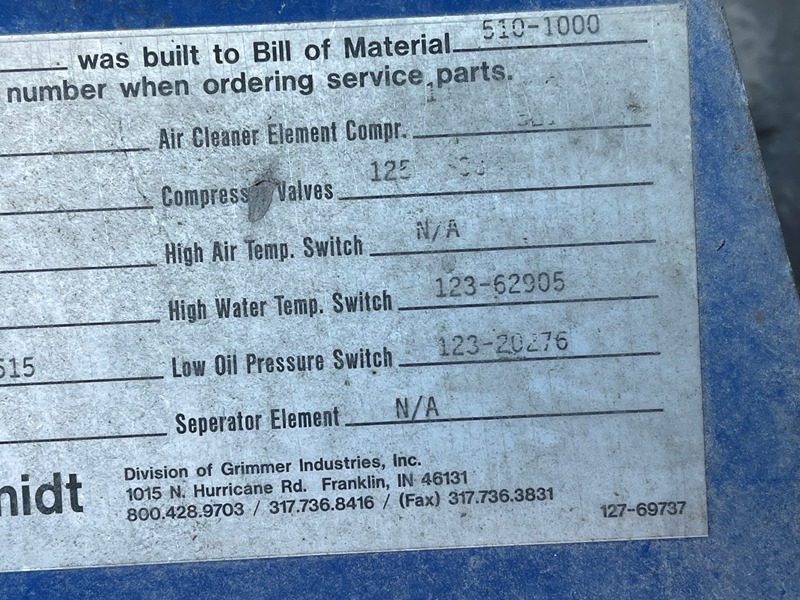 was built to Bill of Material 510-1000
number when ordering service parts.
Air Cleaner Element Compr.
Valves
High Air Temp. Switch N/A
High Water Temp. Switch 123-62905
515 Low Oil Pressure Switch 123-20276
Seperator Element N/A
midt
Division of Grimmer Industries, Inc.
1015 N. Hurricane Rd. Franklin, IN 46131
800.428.9703 / 317.736.8416 / (Fax) 317.736.3831
127-69737